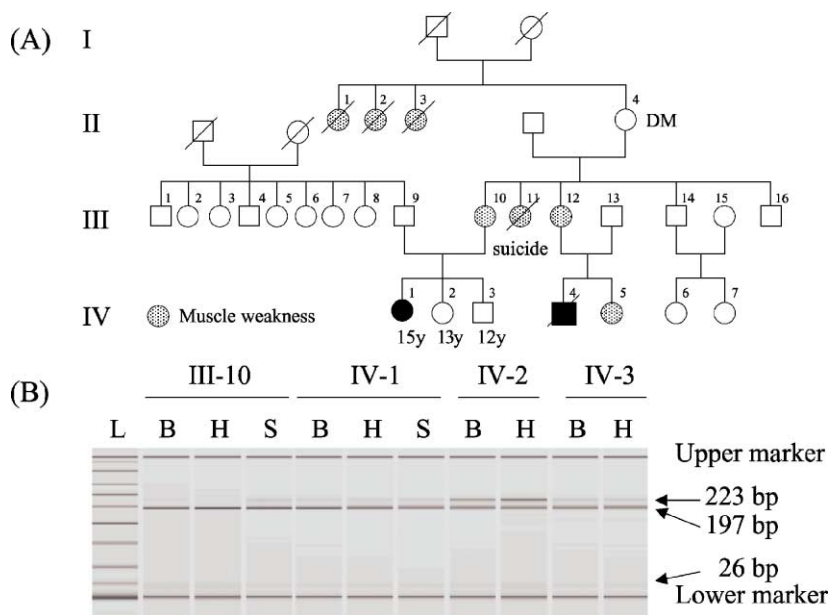 (A)
I
II
1 2 3 4
DM
III
1 2 3 4 5 6 7 8 9 10 11 12 13 14 15 16
suicide
IV
1 2 3 4 5 6 7
Muscle weakness
15y 13y 12y
(B)
III-10 IV-1 IV-2 IV-3
L B H S B H S B H B H
Upper marker
223 bp
197 bp
26 bp
Lower marker